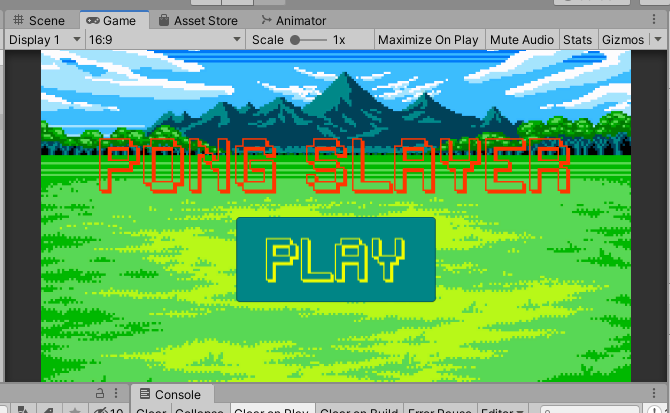 Scene Game Asset Store Animator
Display 1 16:9 Scale 1x Maximize On Play Mute Audio Stats Gizmos
PONG SLAYER
PLAY
Console
10 Clear Collapse Clear on Play Clear on Build Error Pause Editor